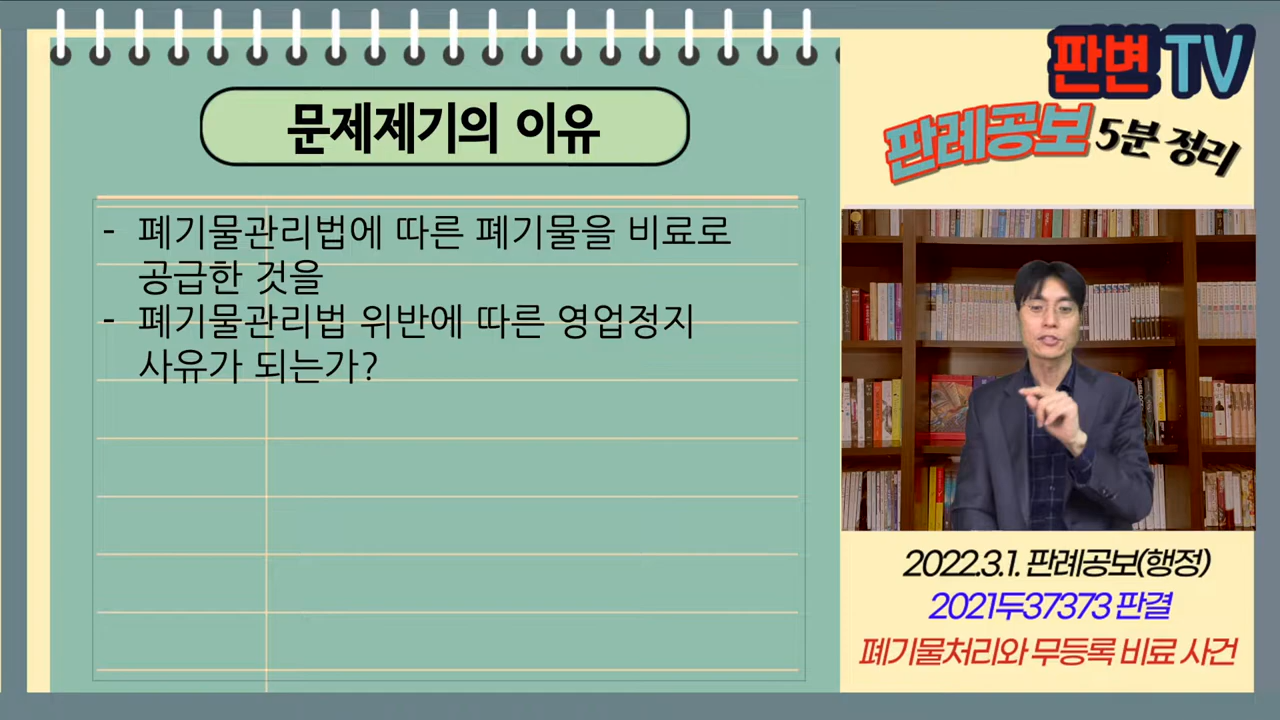 문제제기의 이유
- 폐기물관리법에 따른 폐기물을 비료로
공급한 것을
- 폐기물관리법 위반에 따른 영업정지
사유가 되는가?
판변 TV
판례공보 5분 정리
2022.3.1. 판례공보(행정)
2021두37373 판결
폐기물처리와 무등록 비료 사건